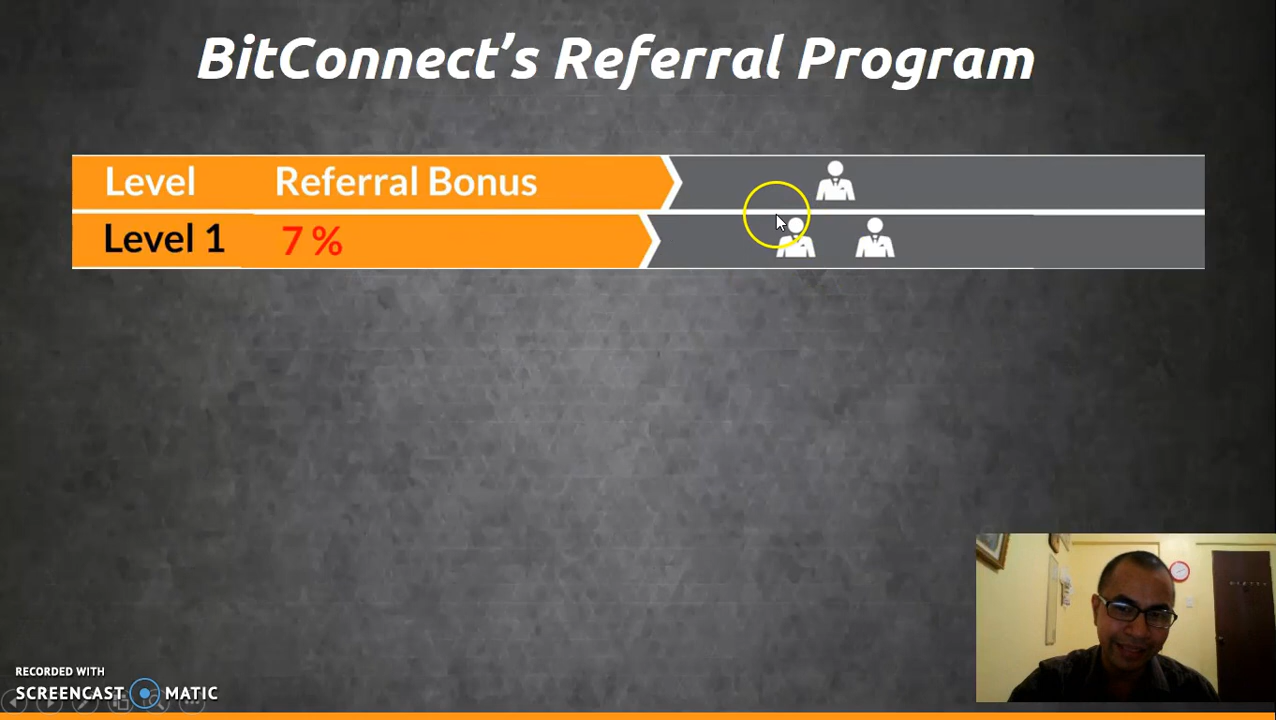 BitConnect's Referral Program
Level Referral Bonus
Level 1 7 %
RECORDED WITH
SCREENCAST MATIC